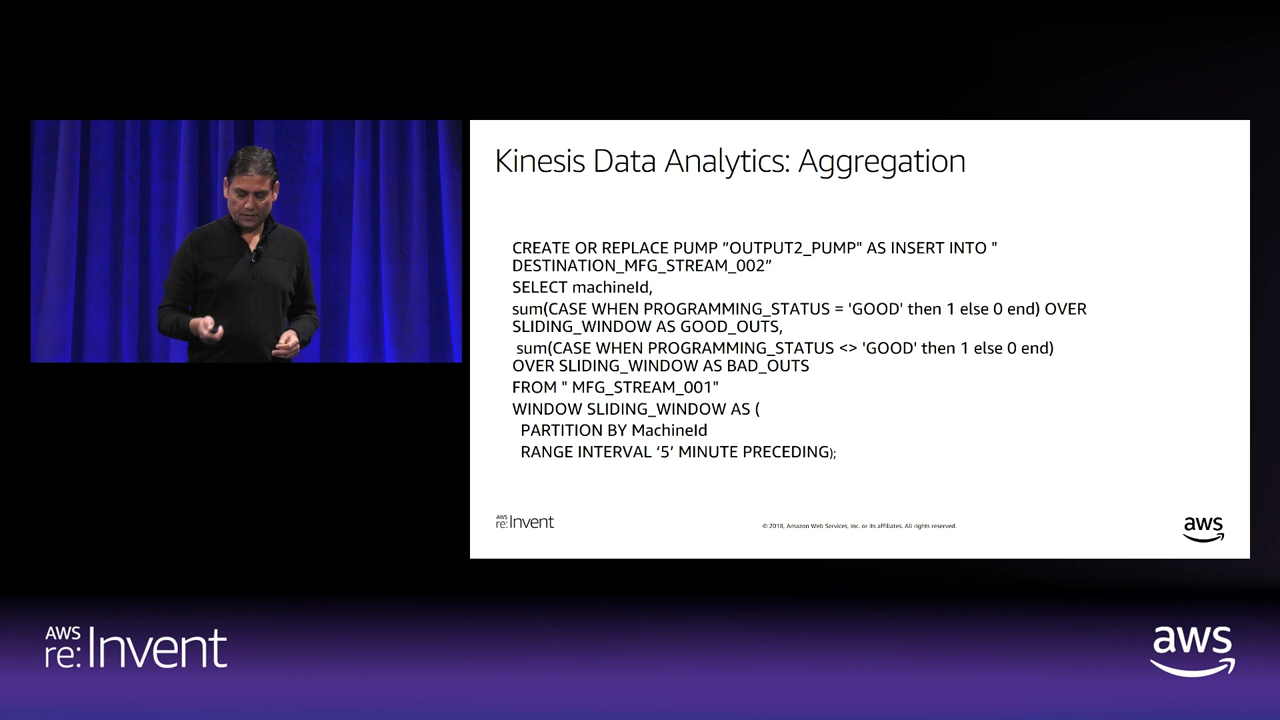 Kinesis Data Analytics: Aggregation
CREATE OR REPLACE PUMP "OUTPUT2_PUMP" AS INSERT INTO "
DESTINATION_MFG_STREAM_002”
SELECT machineId,
sum(CASE WHEN PROGRAMMING_STATUS = 'GOOD' then 1 else 0 end) OVER
SLIDING_WINDOW AS GOOD_OUTS,
sum(CASE WHEN PROGRAMMING_STATUS <> 'GOOD' then 1 else 0 end)
OVER SLIDING_WINDOW AS BAD_OUTS
FROM " MFG_STREAM_001"
WINDOW SLIDING_WINDOW AS (
PARTITION BY MachineId
RANGE INTERVAL ‘5’ MINUTE PRECEDING);
AWS
re:Invent
© 2018, Amazon Web Services, Inc. or its affiliates. All rights reserved.
aws
AWS
re:Invent
aws